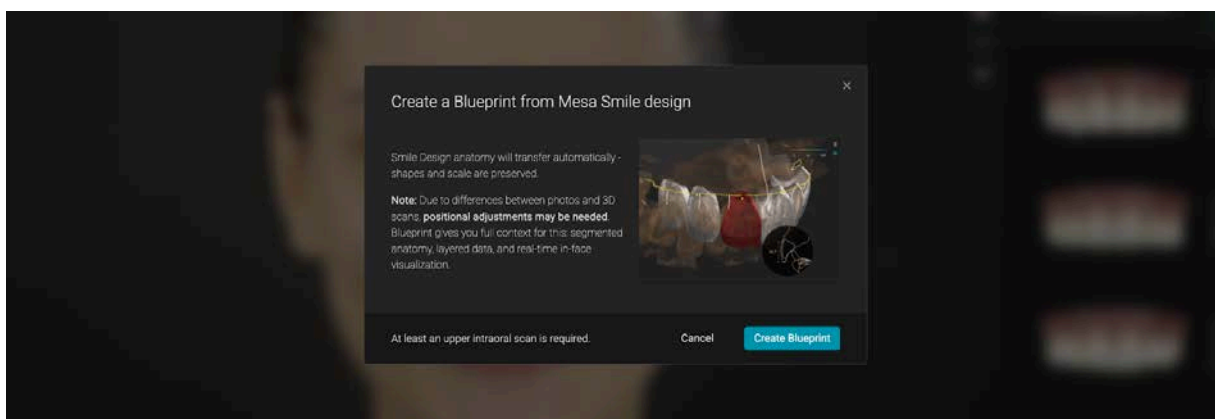 Create a Blueprint from Mesa Smile design
Smile Design anatomy will transfer automatically -
shapes and scale are preserved.
Note: Due to differences between photos and 3D
scans, positional adjustments may be needed.
Blueprint gives you full context for this: segmented
anatomy, layered data, and real-time in-face
visualization.
At least an upper intraoral scan is required.
Cancel
Create Blueprint